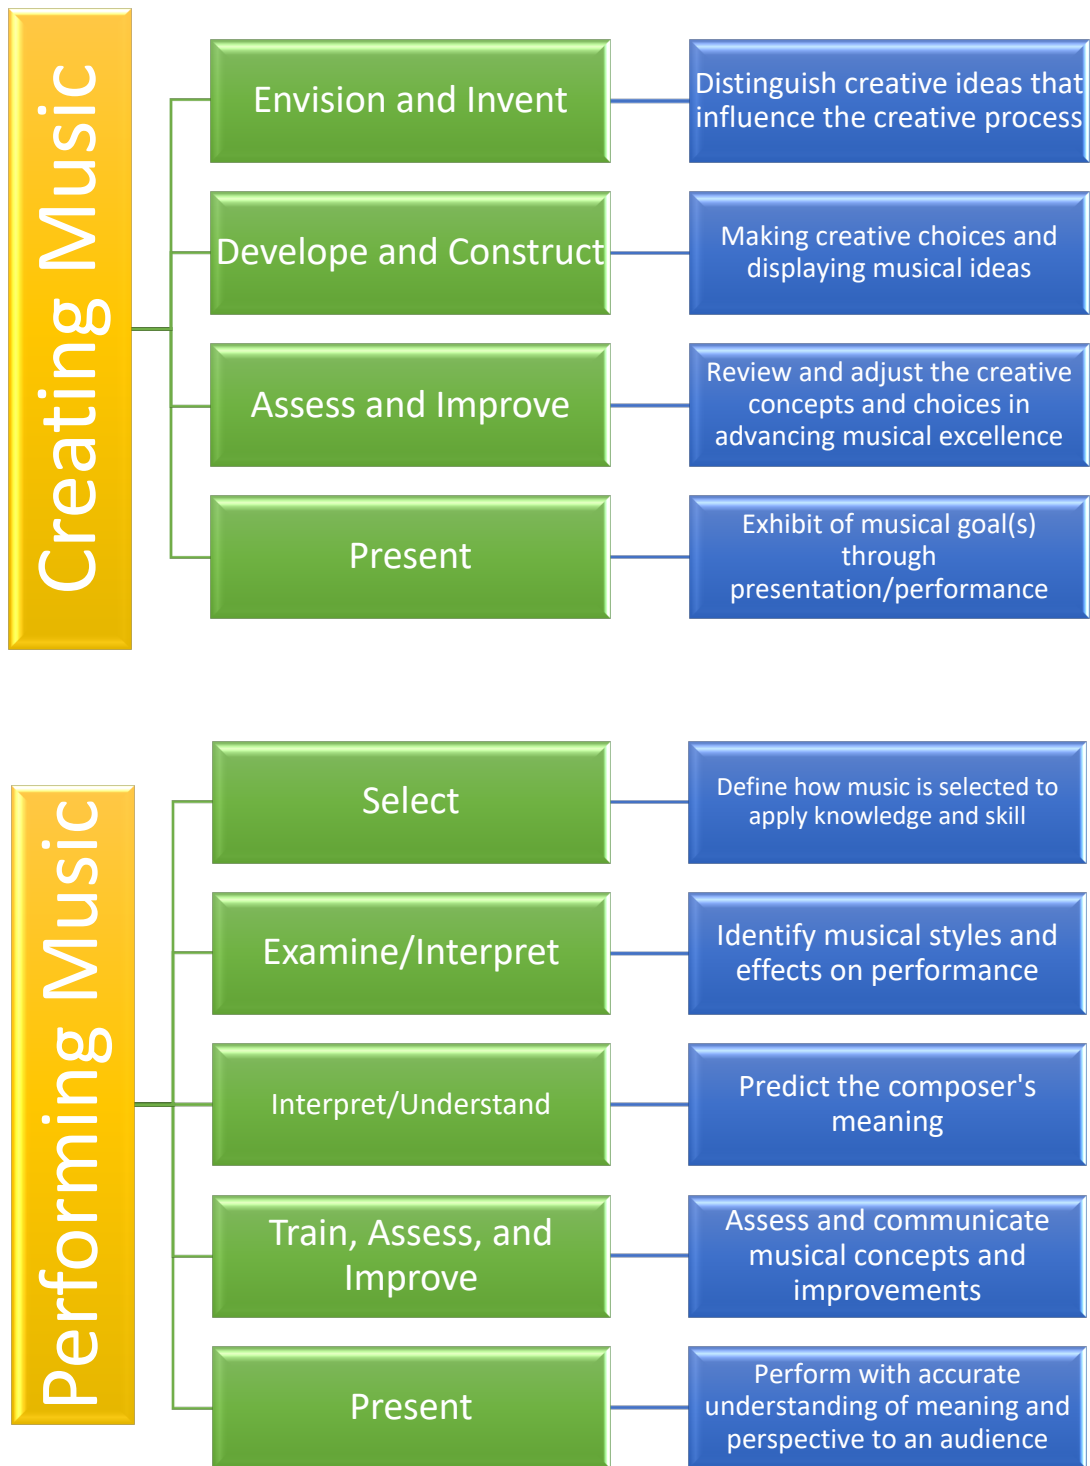 Creating Music
Envision and Invent
Distinguish creative ideas that
influence the creative process
Develope and Construct
Making creative choices and
displaying musical ideas
Assess and Improve
Review and adjust the creative
concepts and choices in
advancing musical excellence
Present
Exhibit of musical goal(s)
through
presentation/performance
Performing Music
Select
Define how music is selected to
apply knowledge and skill
Examine/Interpret
Identify musical styles and
effects on performance
Interpret/Understand
Predict the composer's
meaning
Train, Assess, and
Improve
Assess and communicate
musical concepts and
improvements
Present
Perform with accurate
understanding of meaning and
perspective to an audience